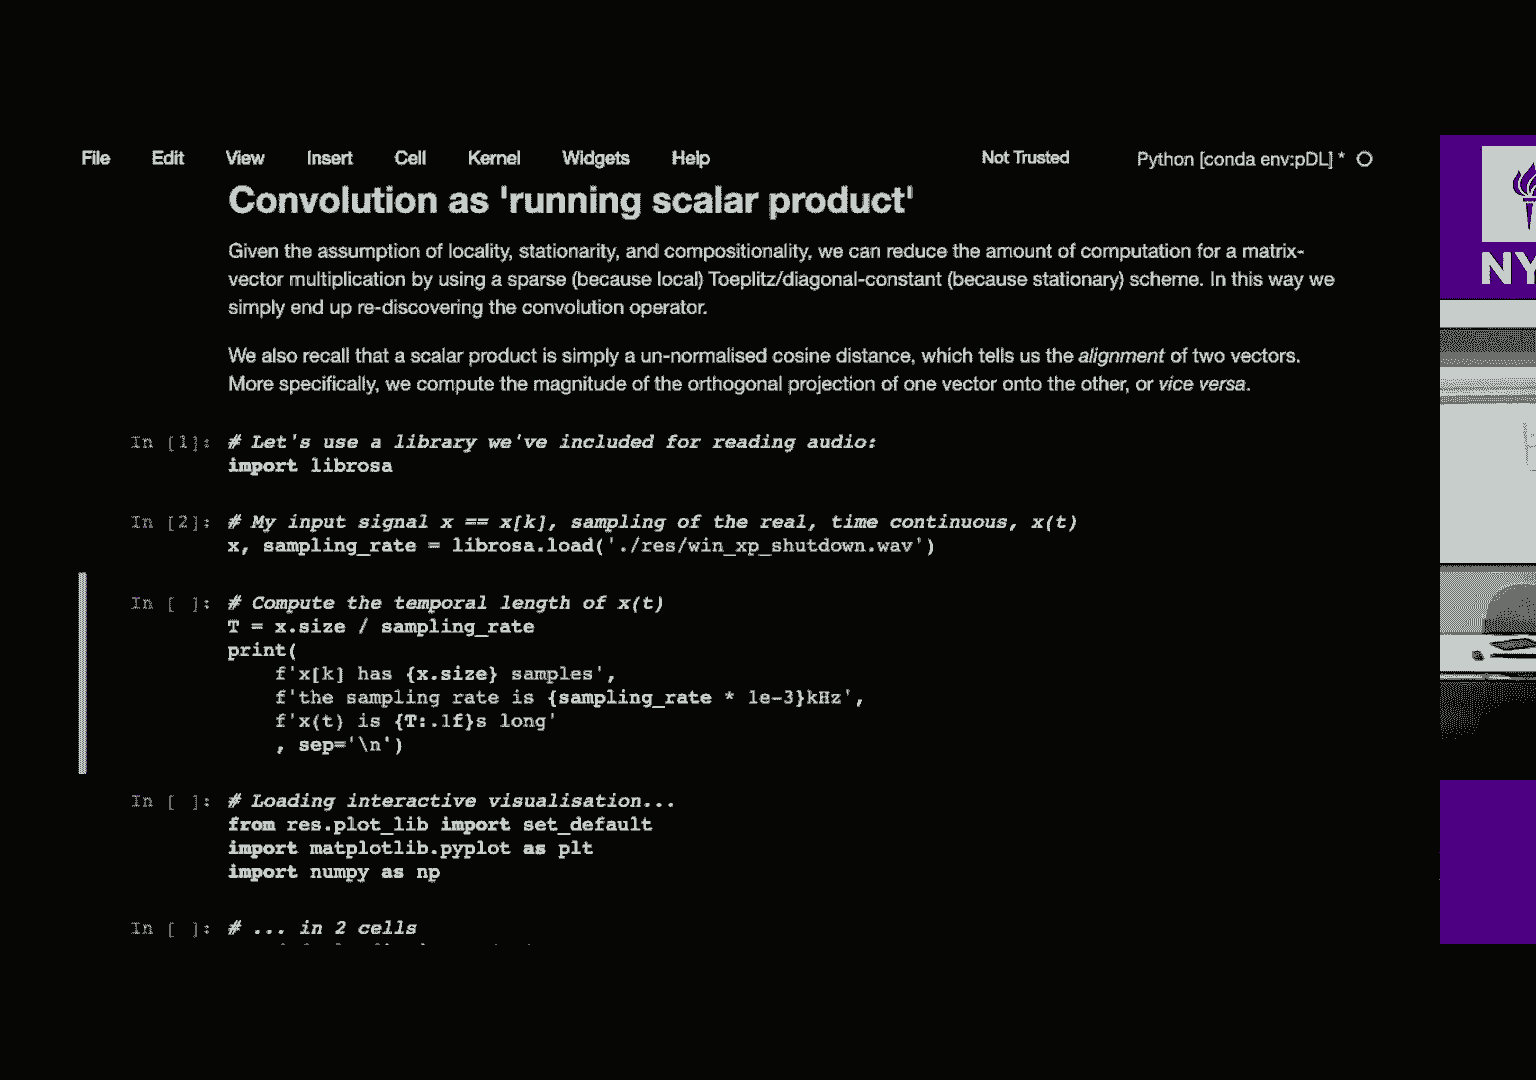 File Edit View Insert Cell Kernel Widgets Help Not Trusted Python [conda env:pDL] *
Convolution as 'running scalar product'
Given the assumption of locality, stationarity, and compositionality, we can reduce the amount of computation for a matrix-
vector multiplication by using a sparse (because local) Toeplitz/diagonal-constant (because stationary) scheme. In this way we
simply end up re-discovering the convolution operator.
We also recall that a scalar product is simply a un-normalised cosine distance, which tells us the alignment of two vectors.
More specifically, we compute the magnitude of the orthogonal projection of one vector onto the other, or vice versa.
In [1]: # Let's use a library we've included for reading audio:
import librosa
In [2]: # My input signal x == x[k], sampling of the real, time continuous, x(t)
x, sampling_rate = librosa.load('./res/win_xp_shutdown.wav')
In [ ]: # Compute the temporal length of x(t)
T = x.size / sampling_rate
print(
f'x[k] has {x.size} samples',
f'the sampling rate is {sampling_rate * 1e-3}kHz',
f'x(t) is {T:.1f}s long'
, sep='\n')
In [ ]: # Loading interactive visualisation...
from res.plot_lib import set_default
import matplotlib.pyplot as plt
import numpy as np
In [ ]: # ... in 2 cells
NY